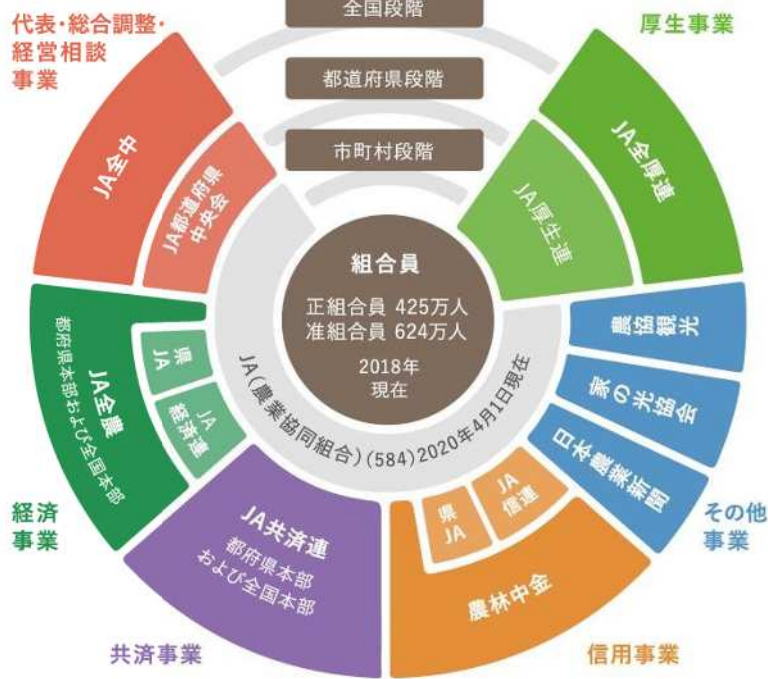 全国段階
都道府県段階
市町村段階
代表・総合調整・
経営相談
事業
JA全中
JA都道府県
中央会
厚生事業
JA全厚連
JA厚生連
組合員
正組合員 425万人
准組合員 624万人
2018年
現在
JA(農業協同組合)(584)2020年4月1日現在
農協観光
家の光協会
日本農業新聞
その他
事業
JA全農
都府県本部および全国本部
県
JA
JA
経済連
経済
事業
JA共済連
都府県本部
および全国本部
共済事業
県
JA
JA
信連
農林中金
信用事業